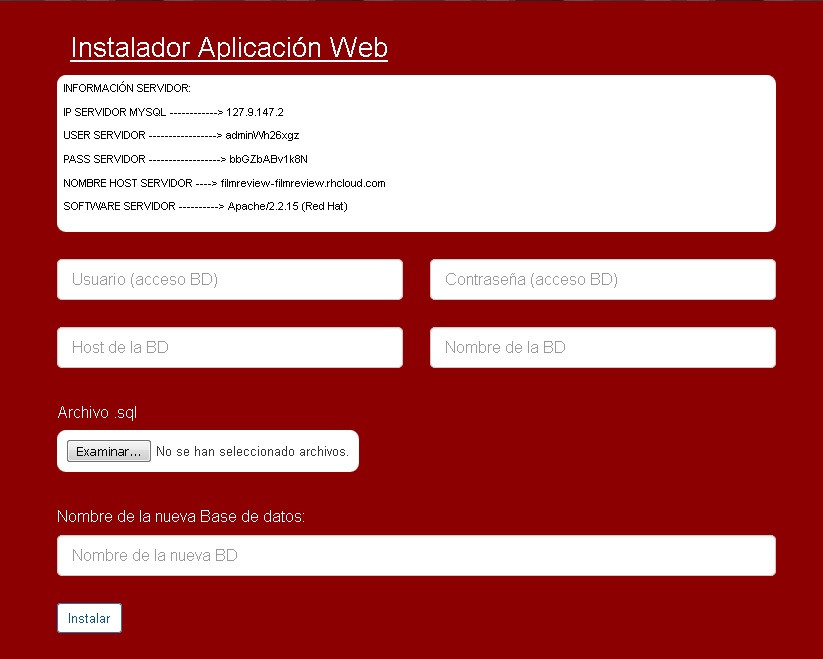 Instalador Aplicación Web
INFORMACIÓN SERVIDOR:
IP SERVIDOR MYSQL ------------> 127.9.147.2
USER SERVIDOR -----------------> adminWh26xgz
PASS SERVIDOR ------------------> bbGZbABv1k8N
NOMBRE HOST SERVIDOR ----> filmreview-filmreview.rhcloud.com
SOFTWARE SERVIDOR ----------> Apache/2.2.15 (Red Hat)
Usuario (acceso BD) Contraseña (acceso BD)
Host de la BD Nombre de la BD
Archivo .sql
Examinar... No se han seleccionado archivos.
Nombre de la nueva Base de datos:
Nombre de la nueva BD
Instalar